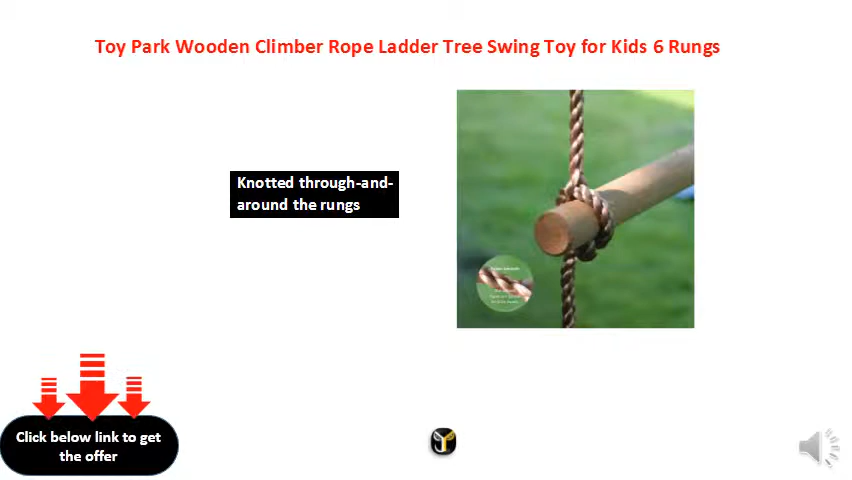 Toy Park Wooden Climber Rope Ladder Tree Swing Toy for Kids 6 Rungs
Knotted through-and-
around the rungs
Click below link to get
the offer